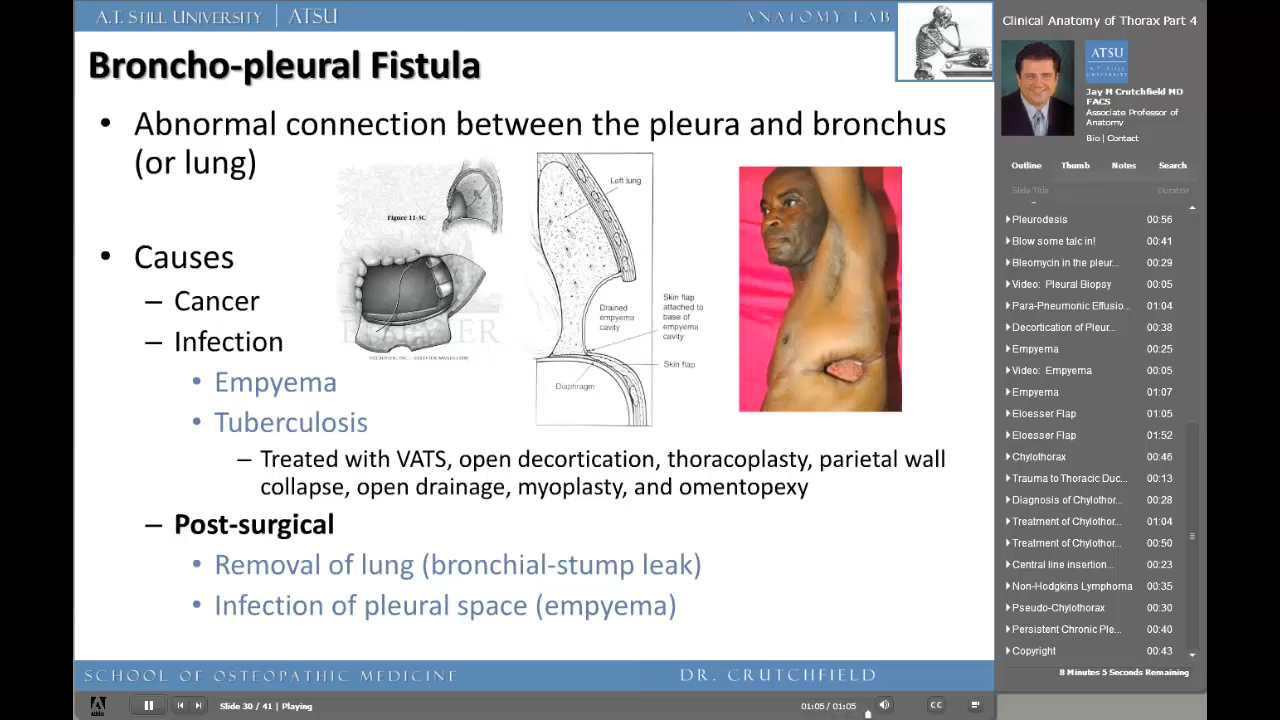 A.T. STILL UNIVERSITY | ATSU
ANATOMY LAB
Broncho-pleural Fistula
• Abnormal connection between the pleura and bronchus
(or lung)
Figure 11-3C
Left lung
Drained
empyema
cavity
Skin flap
attached to
base of
empyema
cavity
Skin flap
Diaphragm
• Causes
– Cancer
– Infection
• Empyema
• Tuberculosis
– Treated with VATS, open decortication, thoracoplasty, parietal wall
collapse, open drainage, myoplasty, and omentopexy
– Post-surgical
• Removal of lung (bronchial-stump leak)
• Infection of pleural space (empyema)
SCHOOL OF OSTEOPATHIC MEDICINE
DR. CRUTCHFIELD
Adobe
Slide 30 / 41 | Playing
01:05 / 01:05
CC
Clinical Anatomy of Thorax Part 4
ATSU
A.T. STILL
UNIVERSITY
Jay M Crutchfield MD
FACS
Associate Professor of
Anatomy
Bio | Contact
Outline Thumb Notes Search
Slide Title Duration
Pleurodesis 00:56
Blow some talc in! 00:41
Bleomycin in the pleur... 00:29
Video: Pleural Biopsy 00:05
Para-Pneumonic Effusio... 01:04
Decortication of Pleur... 00:38
Empyema 00:25
Video: Empyema 00:05
Empyema 01:07
Eloesser Flap 01:05
Eloesser Flap 01:52
Chylothorax 00:46
Trauma to Thoracic Duc... 00:13
Diagnosis of Chylothor... 00:28
Treatment of Chylothor... 01:04
Treatment of Chylothor... 00:50
Central line insertion... 00:23
Non-Hodgkins Lymphoma 00:35
Pseudo-Chylothorax 00:30
Persistent Chronic Ple... 00:40
Copyright 00:43
8 Minutes 5 Seconds Remaining